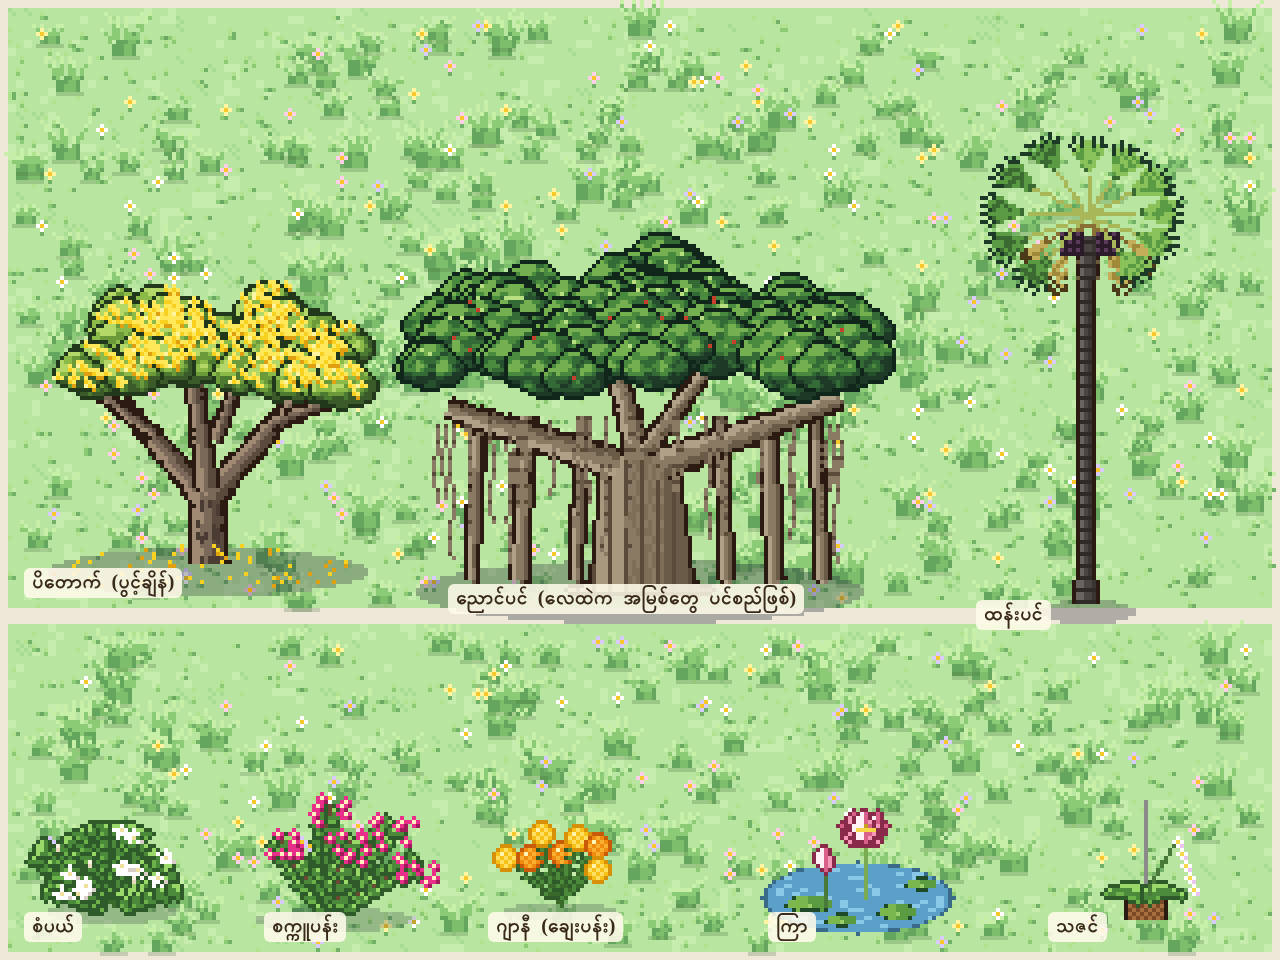 ပိတောက် (ပွင့်ချိန်)
ညောင်ပင် (လေထဲက အမြစ်တွေ ပင်စည်ဖြစ်)
ထန်းပင်
စံပယ်
စက္ကူပန်း
ဂျာနီ (ချေးပန်း)
ကြာ
သဇင်